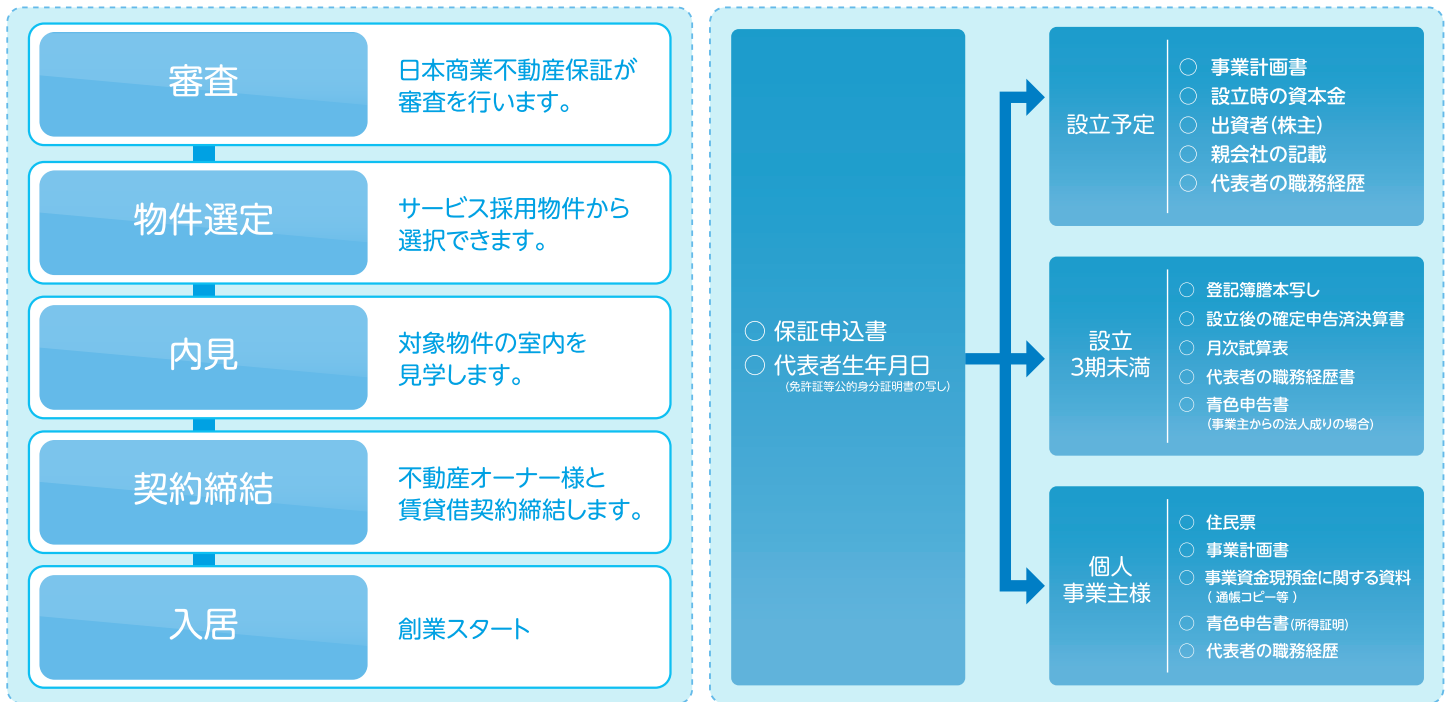 審査
日本商業不動産保証が
審査を行います。
物件選定
サービス採用物件から
選択できます。
内見
対象物件の室内を
見学します。
契約締結
不動産オーナー様と
賃貸借契約締結します。
入居
創業スタート
○ 保証申込書
○ 代表者生年月日
(免許証等公的身分証明書の写し)
設立予定
○ 事業計画書
○ 設立時の資本金
○ 出資者(株主)
○ 親会社の記載
○ 代表者の職務経歴
設立
3期未満
○ 登記簿謄本写し
○ 設立後の確定申告済決算書
○ 月次試算表
○ 代表者の職務経歴書
○ 青色申告書
(事業主からの法人成りの場合)
個人
事業主様
○ 住民票
○ 事業計画書
○ 事業資金現預金に関する資料
( 通帳コピー等 )
○ 青色申告書(所得証明)
○ 代表者の職務経歴